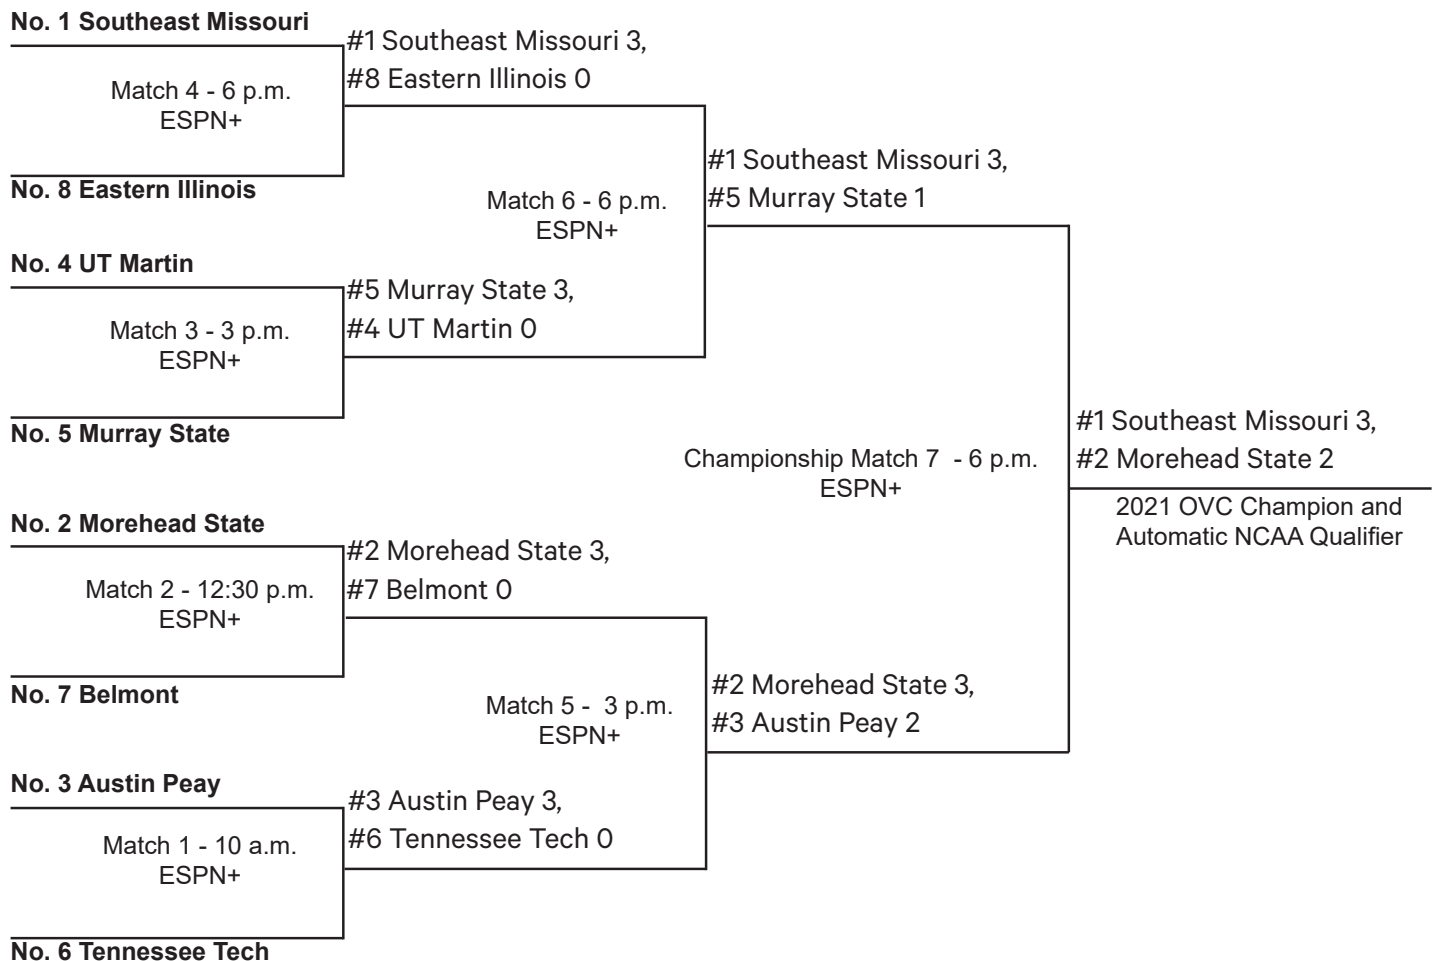 No. 1 Southeast Missouri
#1 Southeast Missouri 3,
#8 Eastern Illinois 0
Match 4 - 6 p.m.
ESPN+
No. 8 Eastern Illinois
#1 Southeast Missouri 3,
#5 Murray State 1
Match 6 - 6 p.m.
ESPN+
No. 4 UT Martin
#5 Murray State 3,
#4 UT Martin 0
Match 3 - 3 p.m.
ESPN+
No. 5 Murray State
#1 Southeast Missouri 3,
#2 Morehead State 2
Championship Match 7 - 6 p.m.
ESPN+
2021 OVC Champion and
Automatic NCAA Qualifier
No. 2 Morehead State
#2 Morehead State 3,
#7 Belmont 0
Match 2 - 12:30 p.m.
ESPN+
No. 7 Belmont
#2 Morehead State 3,
#3 Austin Peay 2
Match 5 - 3 p.m.
ESPN+
No. 3 Austin Peay
#3 Austin Peay 3,
#6 Tennessee Tech 0
Match 1 - 10 a.m.
ESPN+
No. 6 Tennessee Tech